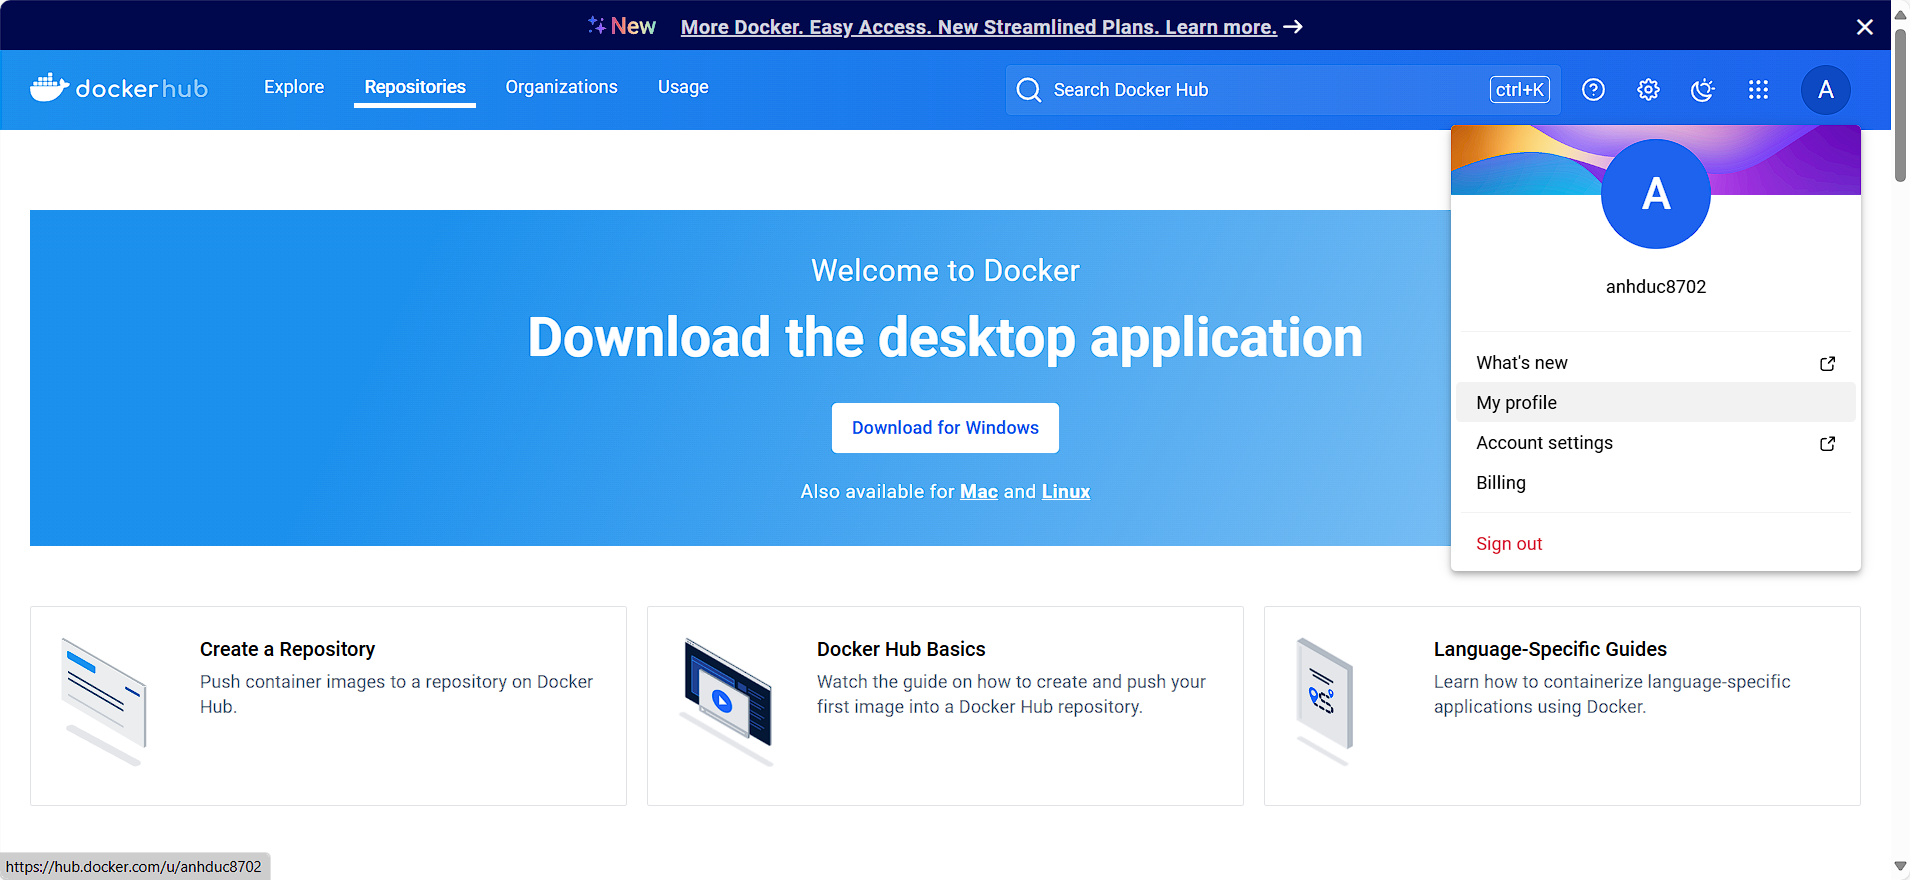 New More Docker. Easy Access. New Streamlined Plans. Learn more.
dockerhub Explore Repositories Organizations Usage Search Docker Hub ctrl+K A
A
anhduc8702
What's new
My profile
Account settings
Billing
Sign out
Welcome to Docker
Download the desktop application
Download for Windows
Also available for Mac and Linux
Create a Repository
Push container images to a repository on Docker
Hub.
Docker Hub Basics
Watch the guide on how to create and push your
first image into a Docker Hub repository.
Language-Specific Guides
Learn how to containerize language-specific
applications using Docker.
https://hub.docker.com/u/anhduc8702